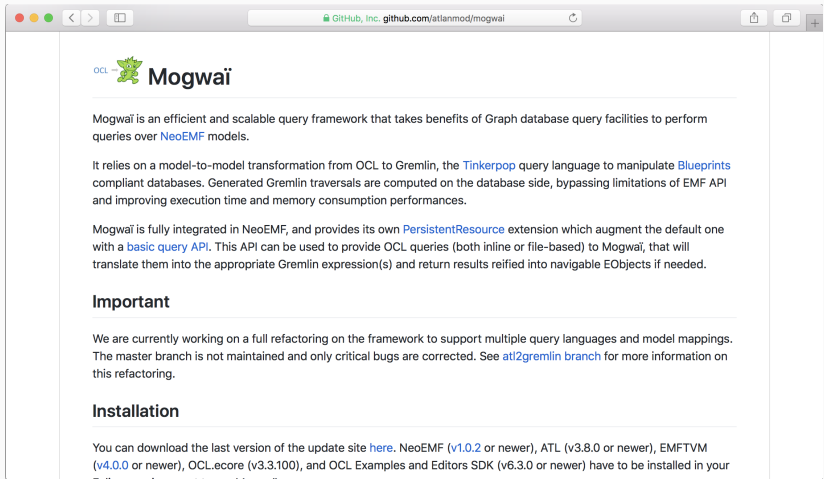 GitHub, Inc. github.com/atlanmod/mogwai
OCL → Mogwaï
Mogwaï is an efficient and scalable query framework that takes benefits of Graph database query facilities to perform
queries over NeoEMF models.
It relies on a model-to-model transformation from OCL to Gremlin, the Tinkerpop query language to manipulate Blueprints
compliant databases. Generated Gremlin traversals are computed on the database side, bypassing limitations of EMF API
and improving execution time and memory consumption performances.
Mogwaï is fully integrated in NeoEMF, and provides its own PersistentResource extension which augment the default one
with a basic query API. This API can be used to provide OCL queries (both inline or file-based) to Mogwaï, that will
translate them into the appropriate Gremlin expression(s) and return results reified into navigable EObjects if needed.
Important
We are currently working on a full refactoring on the framework to support multiple query languages and model mappings.
The master branch is not maintained and only critical bugs are corrected. See atl2gremlin branch for more information on
this refactoring.
Installation
You can download the last version of the update site here. NeoEMF (v1.0.2 or newer), ATL (v3.8.0 or newer), EMFTVM
(v4.0.0 or newer), OCL.ecore (v3.3.100), and OCL Examples and Editors SDK (v6.3.0 or newer) have to be installed in your